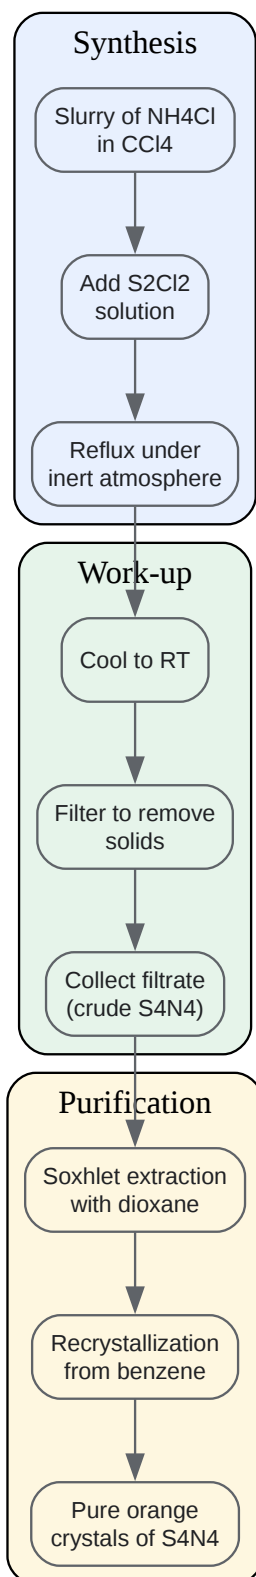 Synthesis
Slurry of NH4Cl
in CCl4
Add S2Cl2
solution
Reflux under
inert atmosphere
Work-up
Cool to RT
Filter to remove
solids
Collect filtrate
(crude S4N4)
Purification
Soxhlet extraction
with dioxane
Recrystallization
from benzene
Pure orange
crystals of S4N4